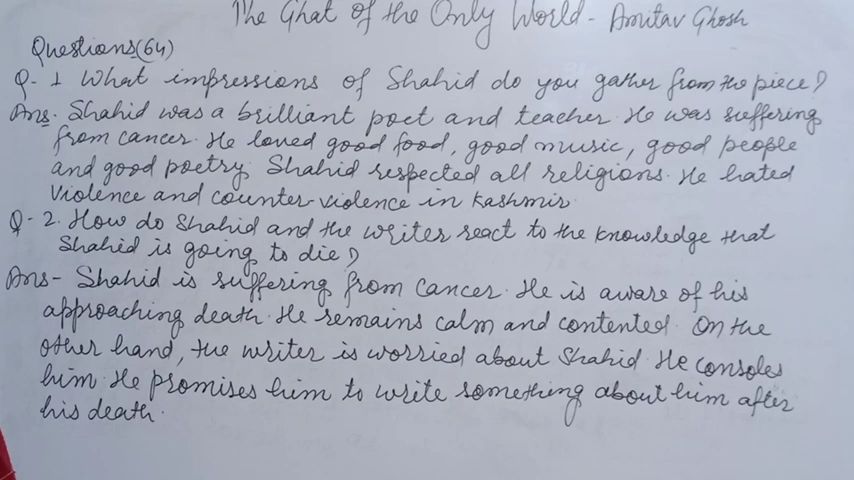 The Ghat of the Only World - Amitav Ghosh
Questions (64)
Q. 1 What impressions of Shahid do you gather from the piece?
Ans. Shahid was a brilliant poet and teacher. He was suffering
from cancer. He loved good food, good music, good people
and good poetry. Shahid respected all religions. He hated
violence and counter-violence in Kashmir.
Q. 2. How do Shahid and the writer react to the knowledge that
Shahid is going to die?
Ans - Shahid is suffering from cancer. He is aware of his
approaching death. He remains calm and contented. On the
other hand, the writer is worried about Shahid. He consoles
him. He promises him to write something about him after
his death.